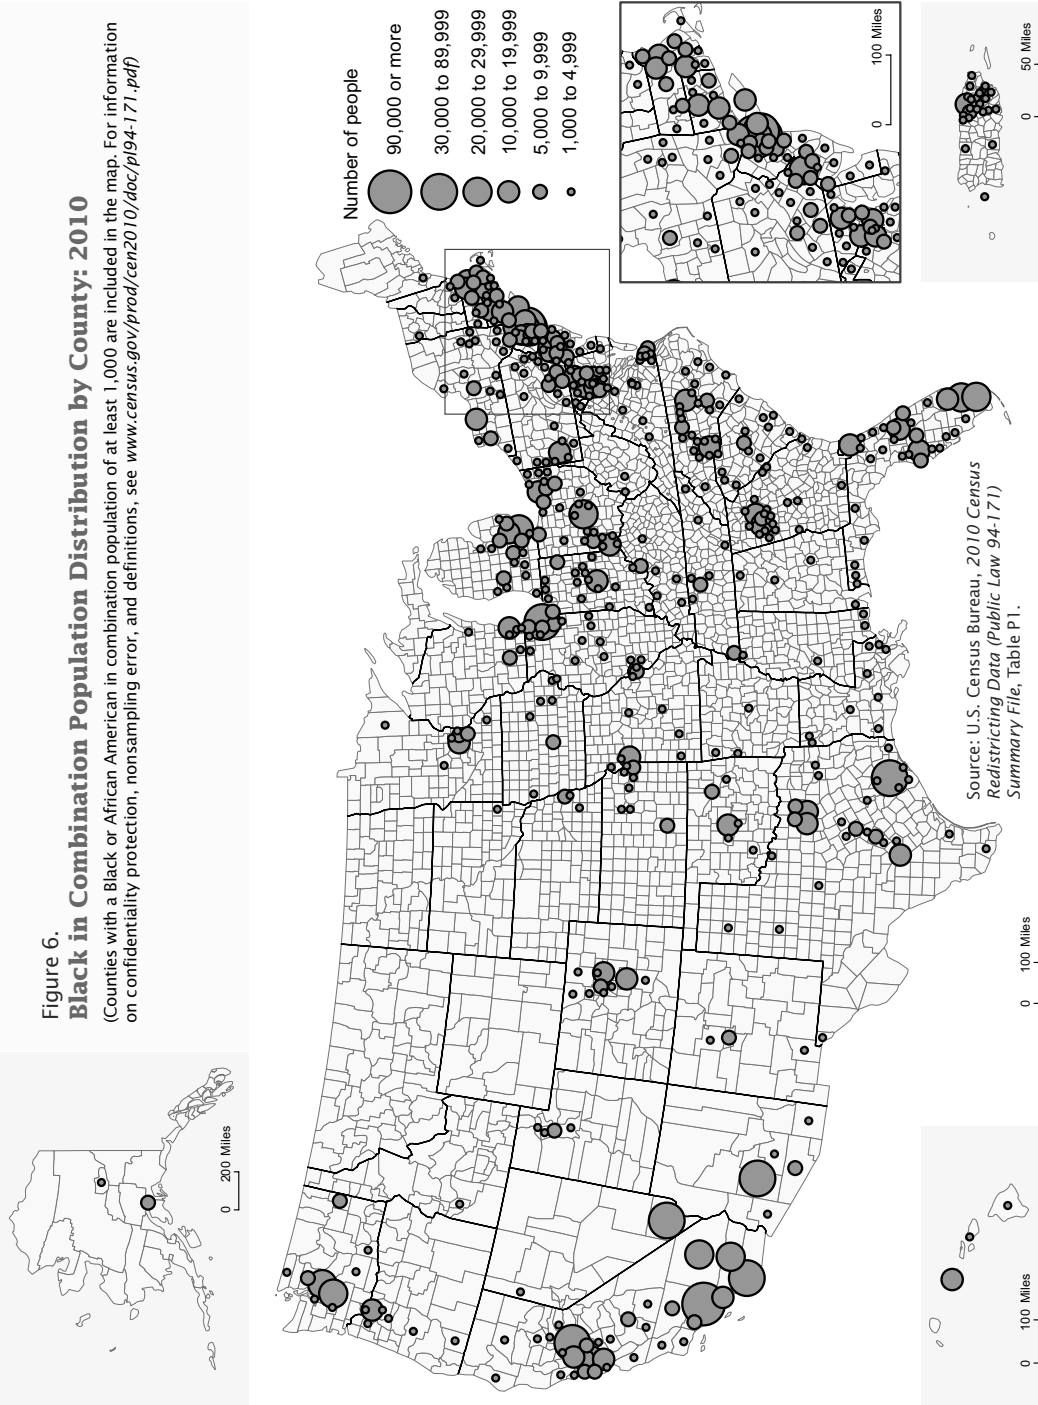 Figure 6.
Black in Combination Population Distribution by County: 2010
(Counties with a Black or African American in combination population of at least 1,000 are included in the map. For information
on confidentiality protection, nonsampling error, and definitions, see www.census.gov/prod/cen2010/doc/pl94-171.pdf)
Number of people
90,000 or more
30,000 to 89,999
20,000 to 29,999
10,000 to 19,999
5,000 to 9,999
1,000 to 4,999
0 200 Miles
0 100 Miles
0 100 Miles
0 100 Miles
0 50 Miles
Source: U.S. Census Bureau, 2010 Census
Redistricting Data (Public Law 94-171)
Summary File, Table P1.